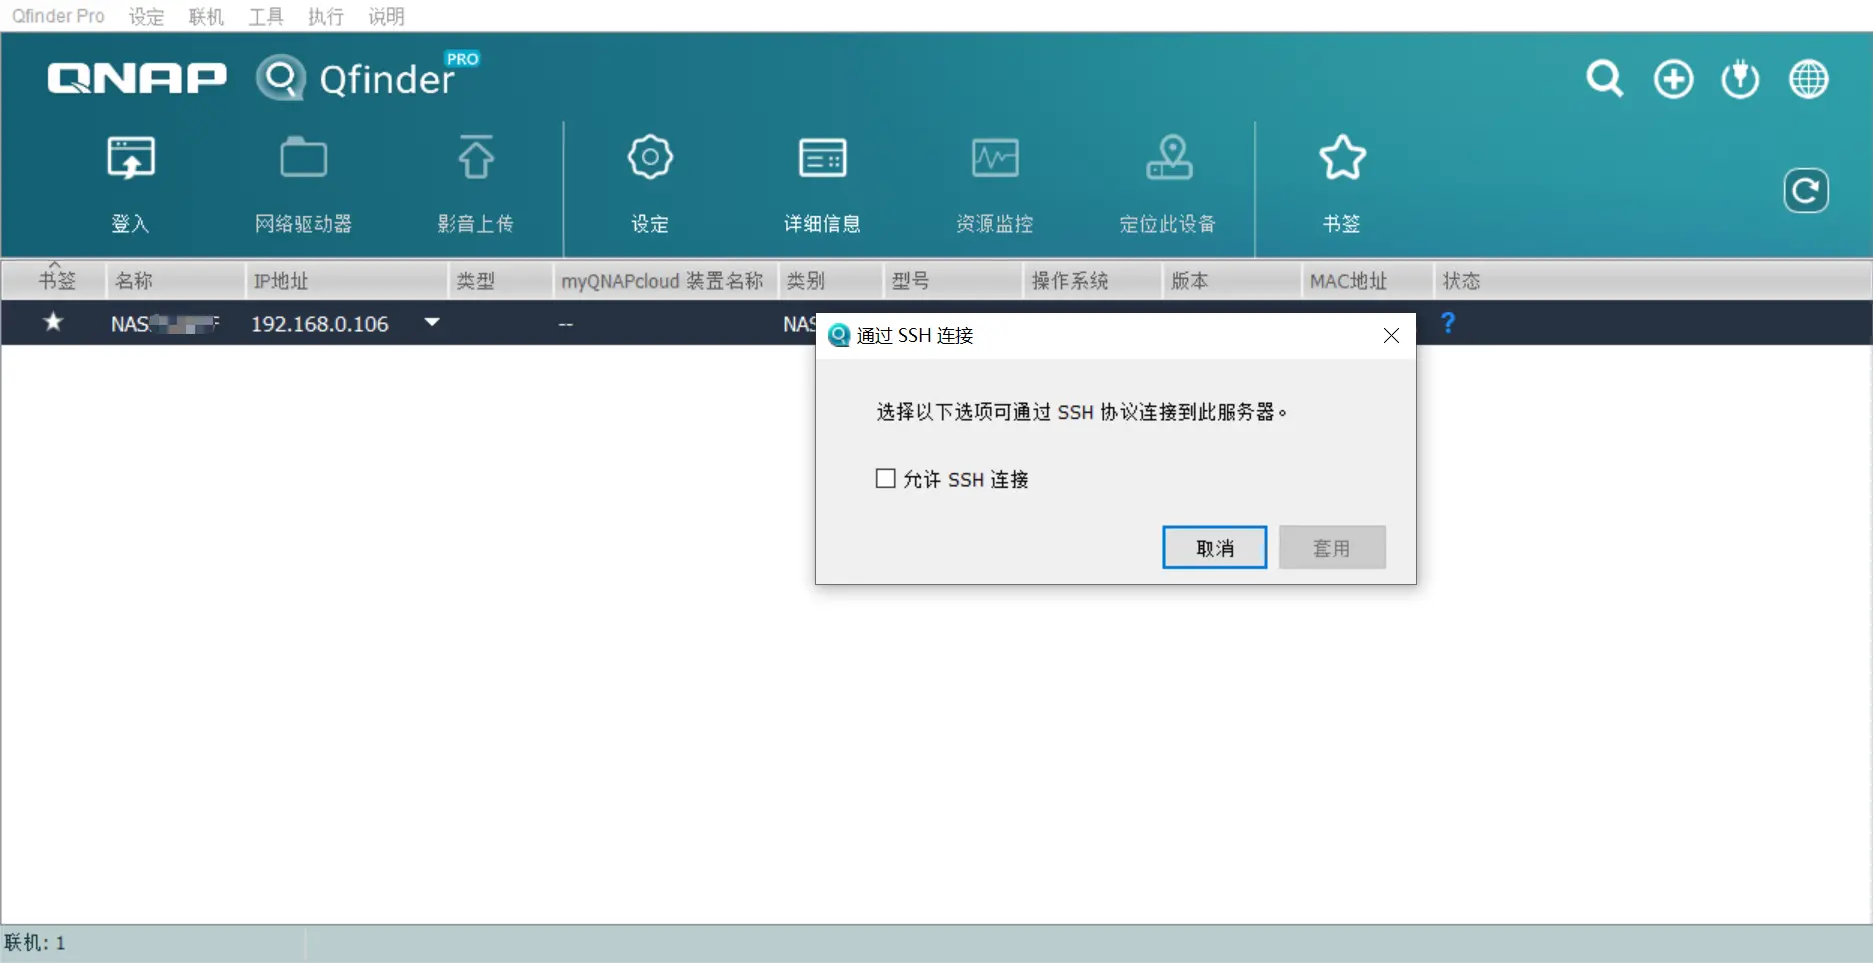 Qfinder Pro 设定 联机 工具 执行 说明
QNAP Qfinder PRO
登入 网络驱动器 影音上传 设定 详细信息 资源监控 定位此设备 书签
书签 名称 IP地址 类型 myQNAPcloud 装置名称 类别 型号 操作系统 版本 MAC地址 状态
NAS 192.168.0.106 -- NAS ?
通过 SSH 连接
选择以下选项可通过 SSH 协议连接到此服务器。
允许 SSH 连接
取消 套用
联机: 1